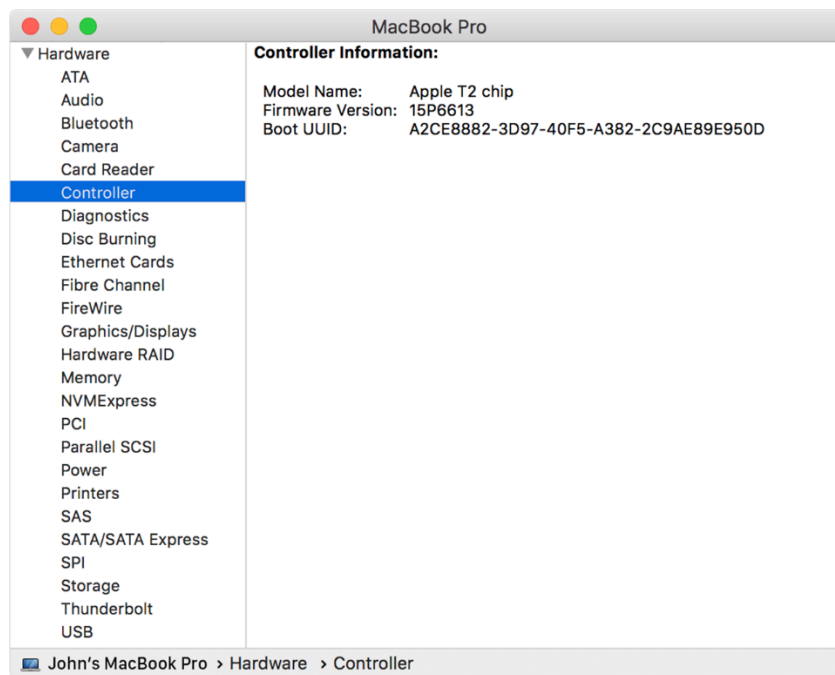 MacBook Pro
Hardware
ATA
Audio
Bluetooth
Camera
Card Reader
Controller
Diagnostics
Disc Burning
Ethernet Cards
Fibre Channel
FireWire
Graphics/Displays
Hardware RAID
Memory
NVMExpress
PCI
Parallel SCSI
Power
Printers
SAS
SATA/SATA Express
SPI
Storage
Thunderbolt
USB
Controller Information:
Model Name: Apple T2 chip
Firmware Version: 15P6613
Boot UUID: A2CE8882-3D97-40F5-A382-2C9AE89E950D
John's MacBook Pro › Hardware › Controller